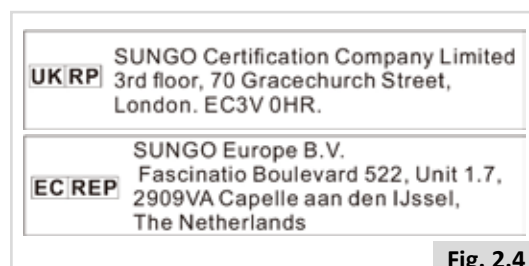 UK RP
SUNGO Certification Company Limited
3rd floor, 70 Gracechurch Street,
London. EC3V 0HR.
EC REP
SUNGO Europe B.V.
Fascinatio Boulevard 522, Unit 1.7,
2909VA Capelle aan den IJssel,
The Netherlands
Fig. 2.4